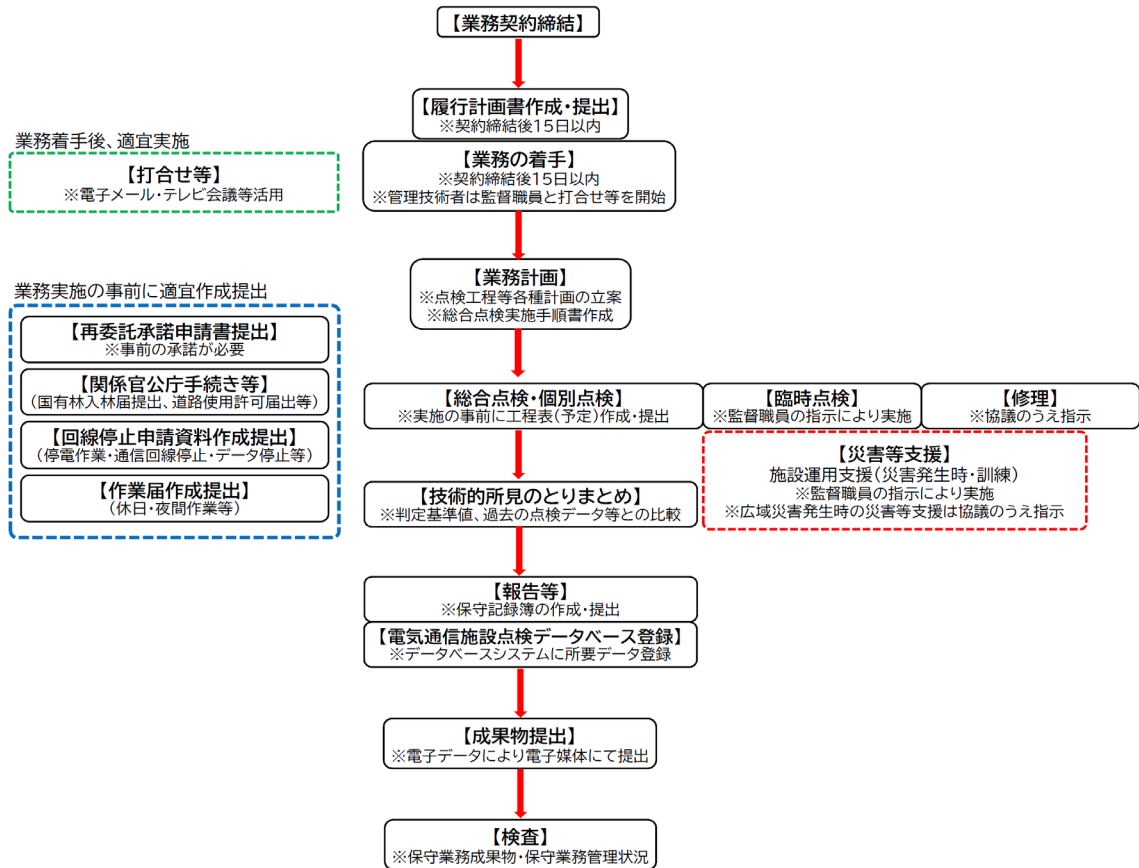 【業務契約締結】
【履行計画書作成・提出】
※契約締結後15日以内
業務着手後、適宜実施
【打合せ等】
※電子メール・テレビ会議等活用
【業務の着手】
※契約締結後15日以内
※管理技術者は監督職員と打合せ等を開始
【業務計画】
※点検工程等各種計画の立案
※総合点検実施手順書作成
業務実施の事前に適宜作成提出
【再委託承諾申請書提出】
※事前の承諾が必要
【関係官公庁手続き等】
（国有林入林届提出、道路使用許可届出等）
【回線停止申請資料作成提出】
（停電作業・通信回線停止・データ停止等）
【作業届作成提出】
（休日・夜間作業等）
【総合点検・個別点検】
※実施の事前に工程表（予定）作成・提出
【臨時点検】
※監督職員の指示により実施
【修理】
※協議のうえ指示
【災害等支援】
施設運用支援（災害発生時・訓練）
※監督職員の指示により実施
※広域災害発生時の災害等支援は協議のうえ指示
【技術的所見のとりまとめ】
※判定基準値、過去の点検データ等との比較
【報告等】
※保守記録簿の作成・提出
【電気通信施設点検データベース登録】
※データベースシステムに所要データ登録
【成果物提出】
※電子データにより電子媒体にて提出
【検査】
※保守業務成果物・保守業務管理状況